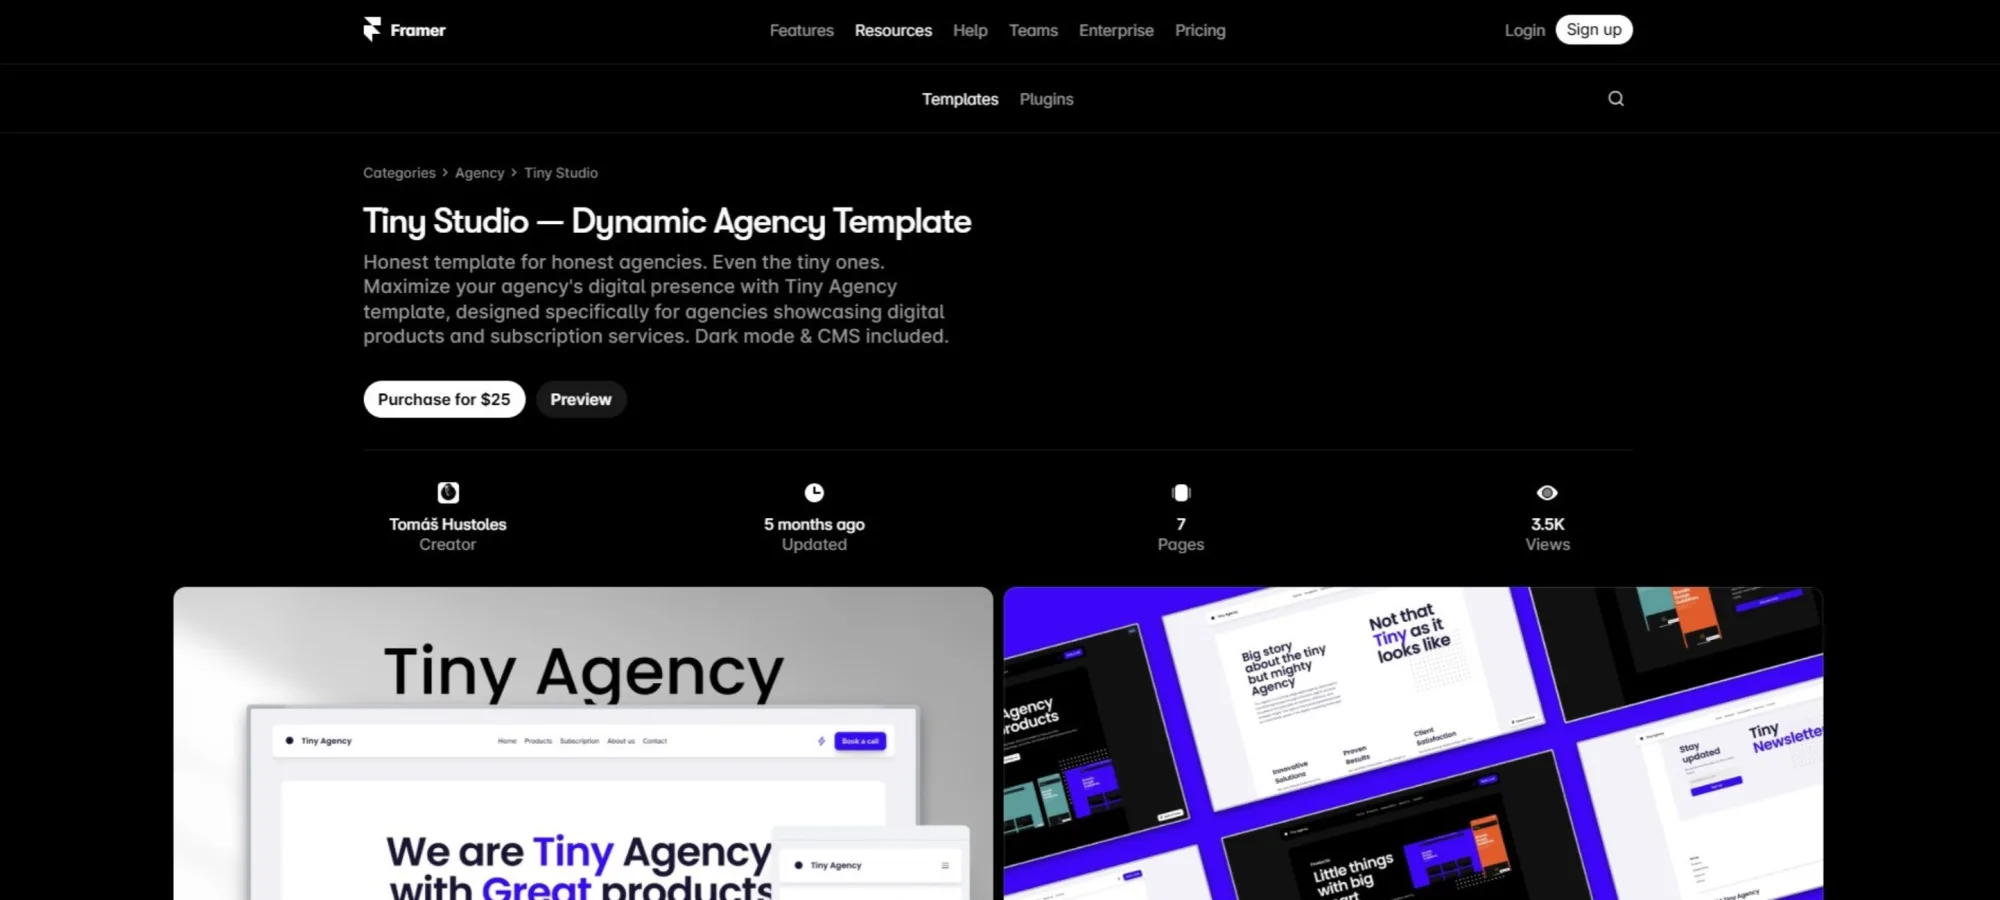 Framer
Features Resources Help Teams Enterprise Pricing
Login Sign up
Templates Plugins
Categories > Agency > Tiny Studio
Tiny Studio — Dynamic Agency Template
Honest template for honest agencies. Even the tiny ones.
Maximize your agency's digital presence with Tiny Agency
template, designed specifically for agencies showcasing digital
products and subscription services. Dark mode & CMS included.
Purchase for $25 Preview
Tomáš Hustoles
Creator
5 months ago
Updated
7
Pages
3.5K
Views
Tiny Agency
Tiny Agency
Home Products Subscription About us Contact
Book a call
We are Tiny Agency
with Great products
Tiny Agency
Agency
Big story
about the tiny
but mighty
Agency
Not that
Tiny as it
looks like
Innovative
Solutions
Proven
Results
Client
Satisfaction
Stay
updated
Tiny
Newsletter
Products
Little things
with big
Tiny Agency